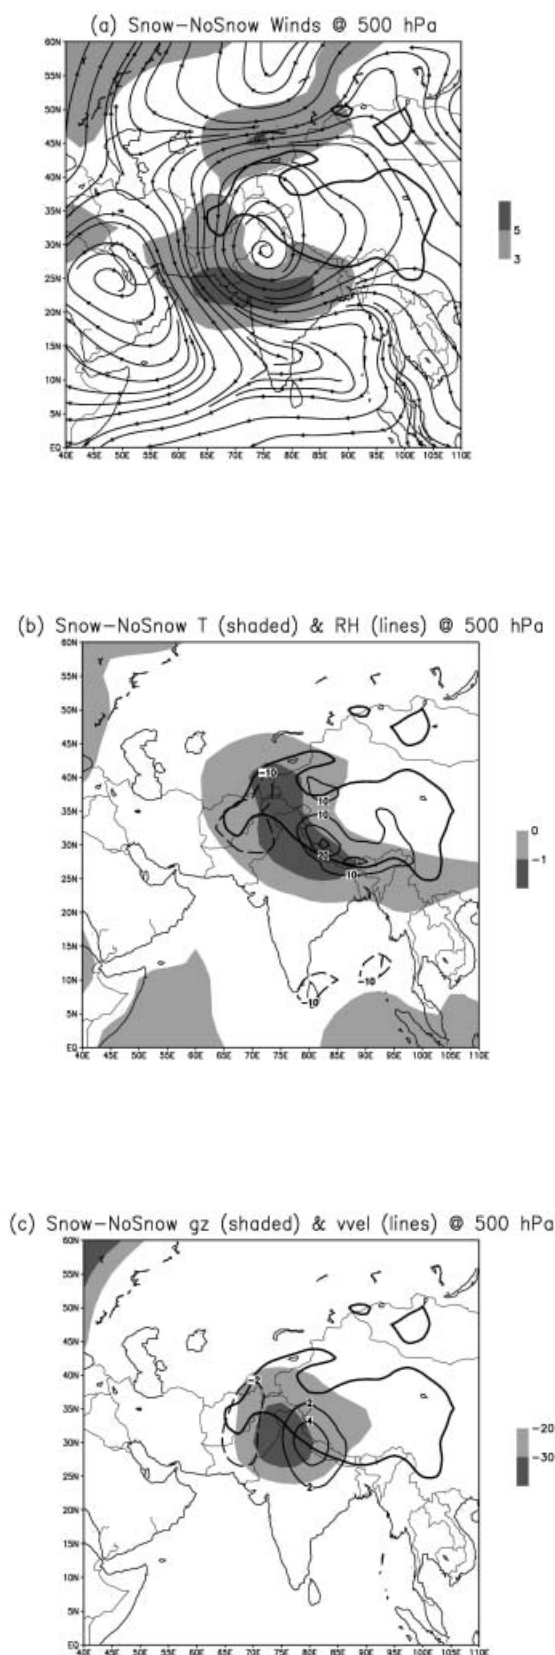 (a) Snow-NoSnow Winds @ 500 hPa
60N
55N
50N
45N
40N
35N
30N
25N
20N
15N
10N
5N
EQ
40E 45E 50E 55E 60E 65E 70E 75E 80E 85E 90E 95E 100E 105E 110E
5
3
(b) Snow-NoSnow T (shaded) & RH (lines) @ 500 hPa
60N
55N
50N
45N
40N
35N
30N
25N
20N
15N
10N
5N
EQ
40E 45E 50E 55E 60E 65E 70E 75E 80E 85E 90E 95E 100E 105E 110E
-10
10
10
20
10
-10
-10
0
-1
(c) Snow-NoSnow gz (shaded) & vvel (lines) @ 500 hPa
60N
55N
50N
45N
40N
35N
30N
25N
20N
15N
10N
5N
EQ
40E 45E 50E 55E 60E 65E 70E 75E 80E 85E 90E 95E 100E 105E 110E
-2
2
4
2
-20
-30